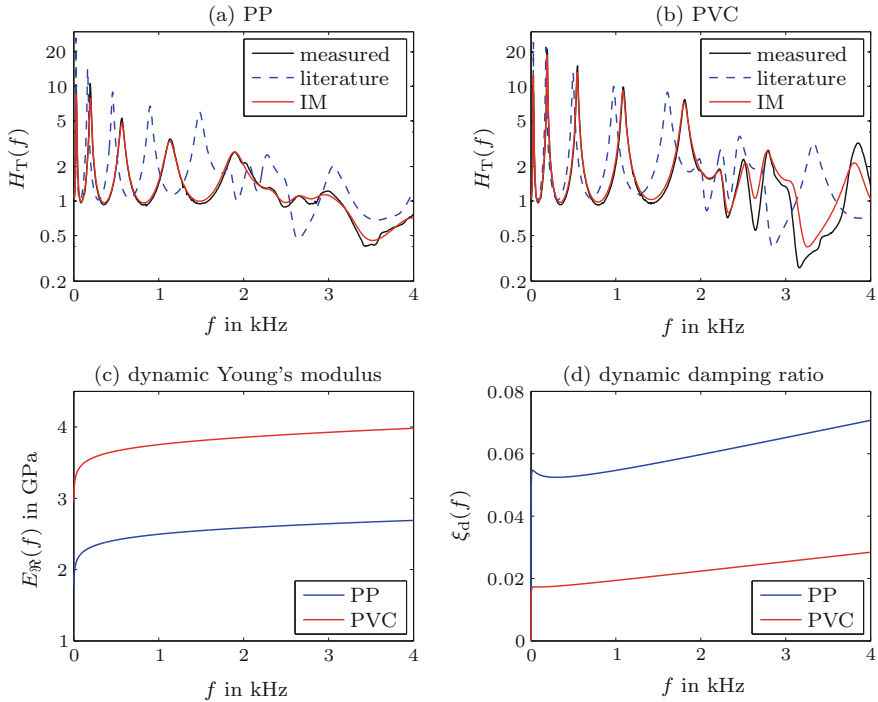 (a) PP
20
10
5
2
1
0.5
0.2
H_T(f)
measured
literature
IM
0 1 2 3 4
f in kHz
(b) PVC
20
10
5
2
1
0.5
0.2
H_T(f)
measured
literature
IM
0 1 2 3 4
f in kHz
(c) dynamic Young's modulus
4
3
2
1
E_ℜ(f) in GPa
PP
PVC
0 1 2 3 4
f in kHz
(d) dynamic damping ratio
0.08
0.06
0.04
0.02
0
ξ_d(f)
PP
PVC
0 1 2 3 4
f in kHz